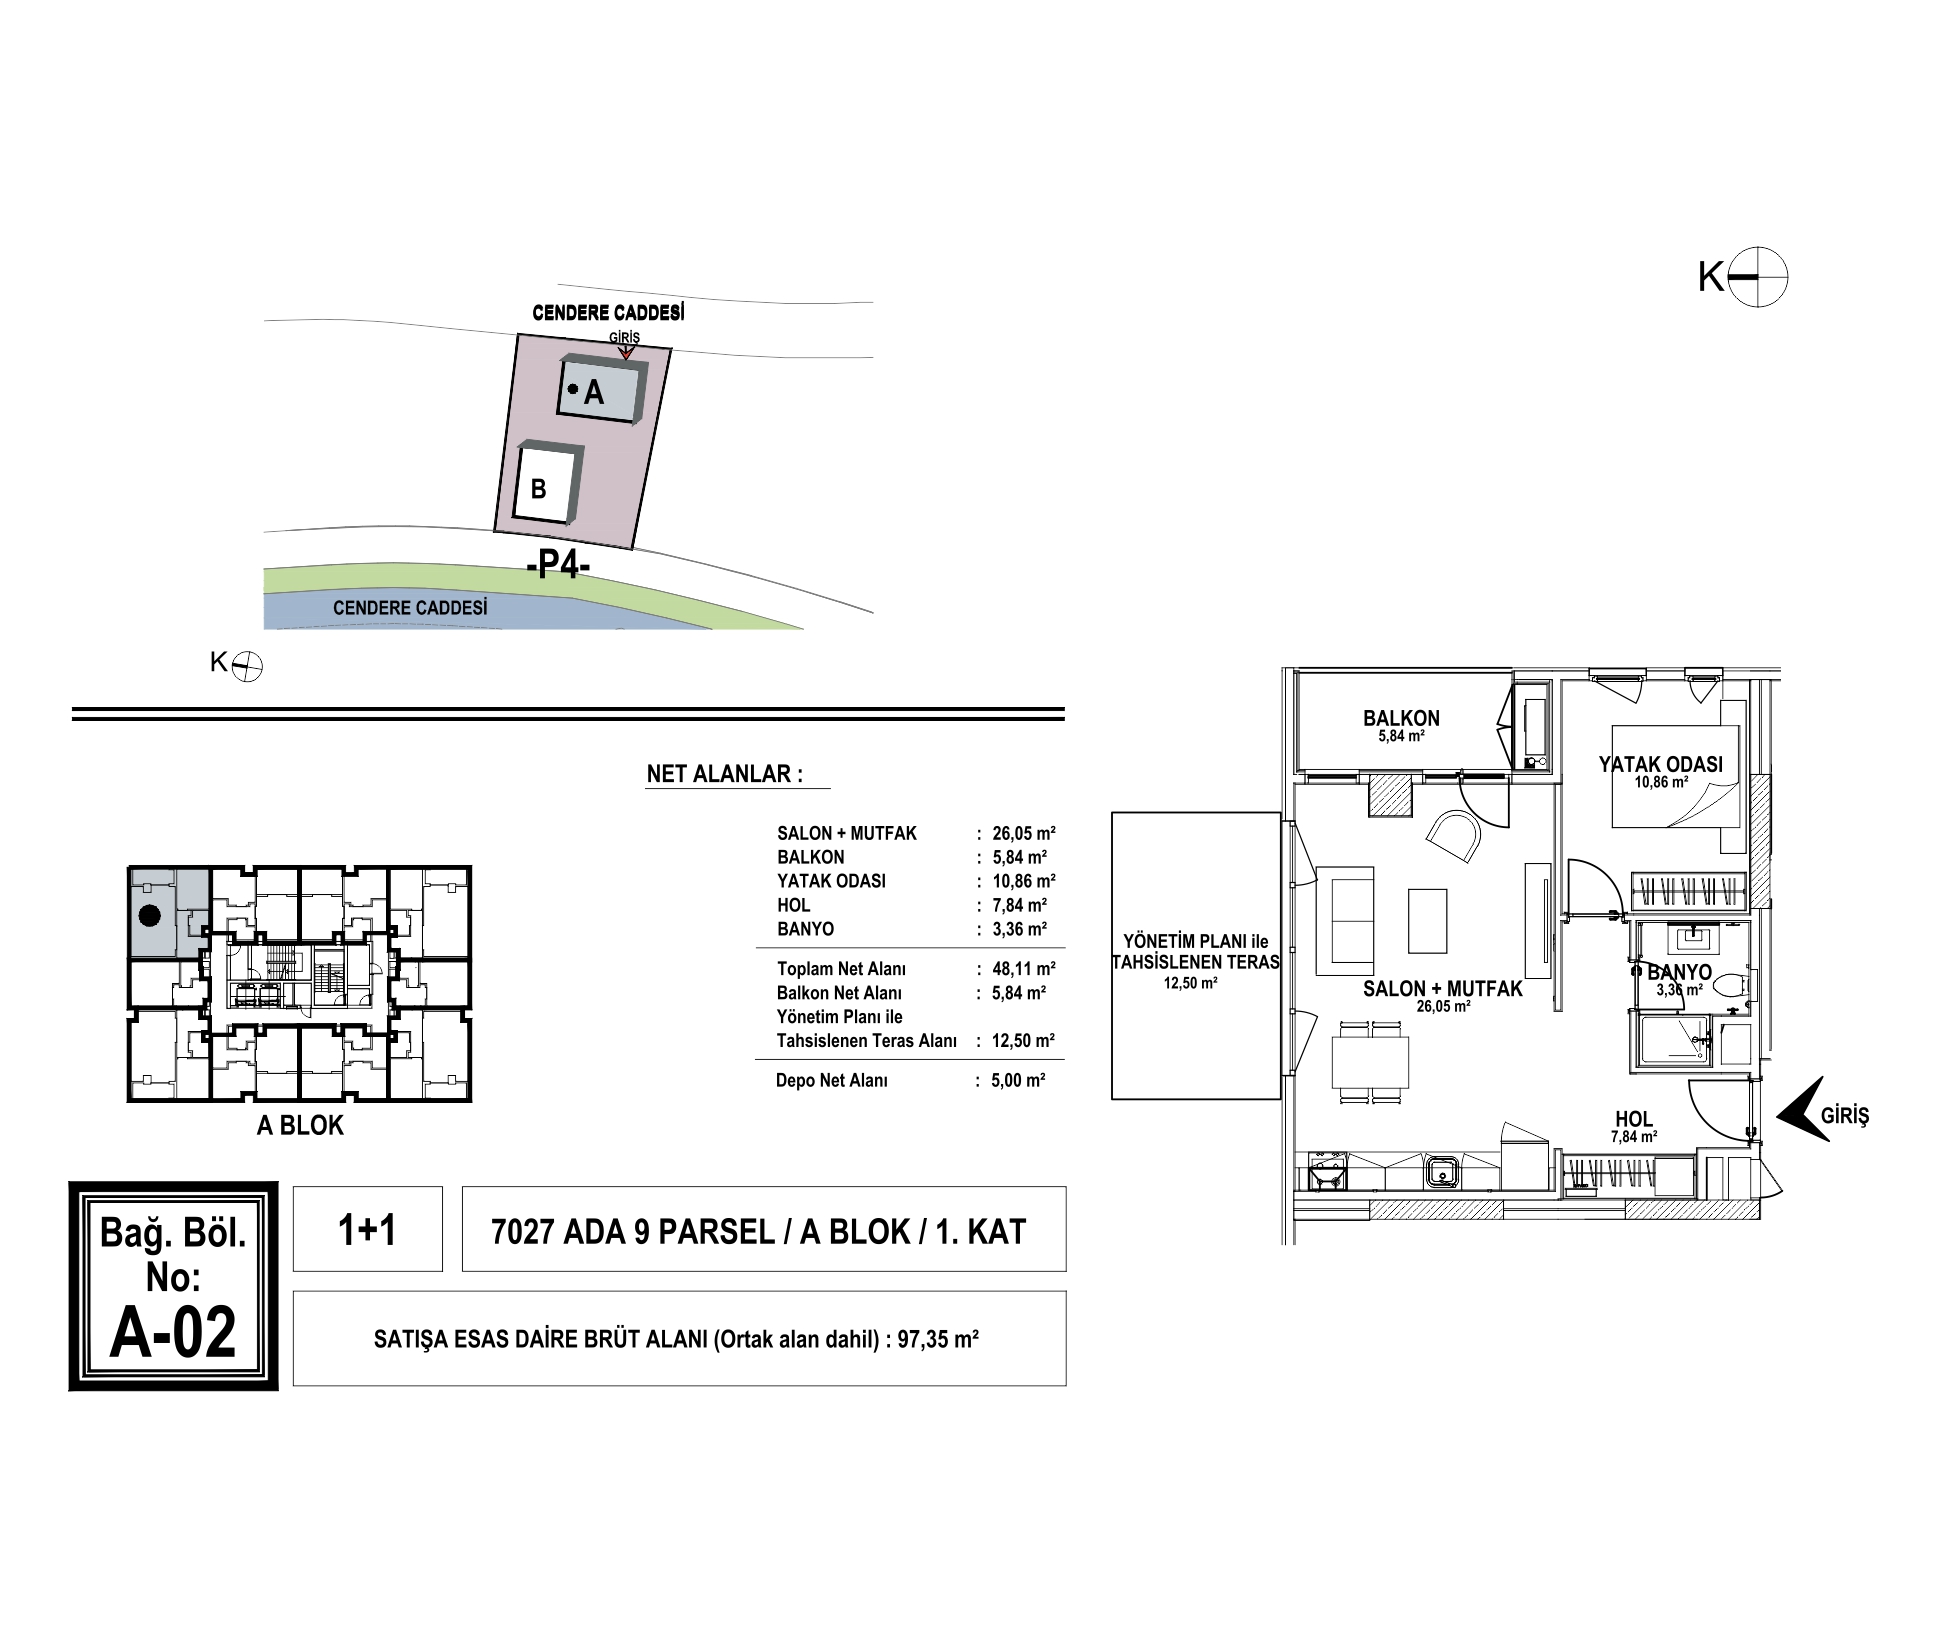 K
CENDERE CADDESİ
GİRİŞ
A
B
-P4-
CENDERE CADDESİ
K
NET ALANLAR :
SALON + MUTFAK : 26,05 m²
BALKON : 5,84 m²
YATAK ODASI : 10,86 m²
HOL : 7,84 m²
BANYO : 3,36 m²
Toplam Net Alanı : 48,11 m²
Balkon Net Alanı : 5,84 m²
Yönetim Planı ile
Tahsislenen Teras Alanı : 12,50 m²
Depo Net Alanı : 5,00 m²
A BLOK
Bağ. Böl.
No:
A-02
1+1
7027 ADA 9 PARSEL / A BLOK / 1. KAT
SATIŞA ESAS DAİRE BRÜT ALANI (Ortak alan dahil) : 97,35 m²
BALKON
5,84 m²
YATAK ODASI
10,86 m²
YÖNETİM PLANI ile
TAHSİSLENEN TERAS
12,50 m²
SALON + MUTFAK
26,05 m²
BANYO
3,36 m²
HOL
7,84 m²
GİRİŞ